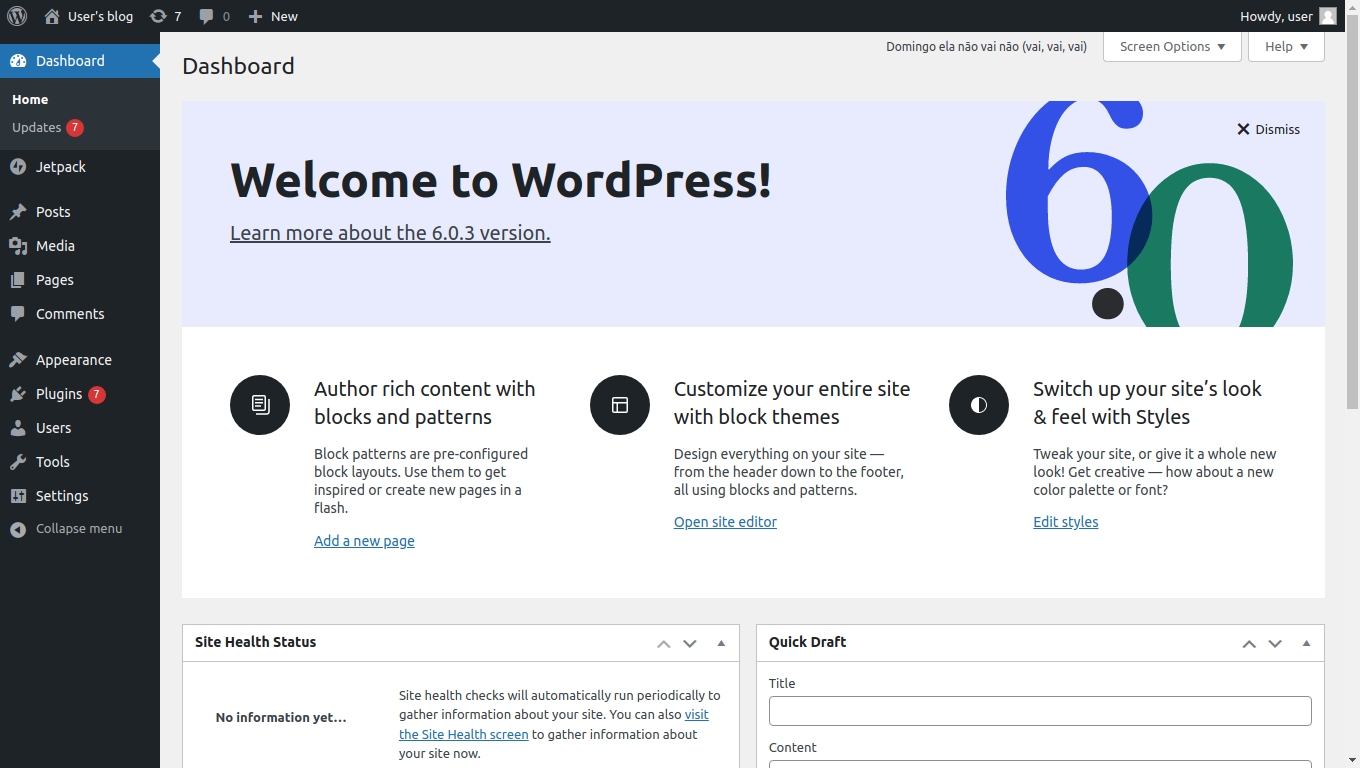 User's blog 7 0 New Howdy, user
Dashboard
Home
Updates 7
Jetpack
Posts
Media
Pages
Comments
Appearance
Plugins 7
Users
Tools
Settings
Collapse menu
Domingo ela não vai não (vai, vai, vai) Screen Options Help
Dashboard
6.0
Dismiss
Welcome to WordPress!
Learn more about the 6.0.3 version.
Author rich content with
blocks and patterns
Block patterns are pre-configured
block layouts. Use them to get
inspired or create new pages in a
flash.
Add a new page
Customize your entire site
with block themes
Design everything on your site —
from the header down to the footer,
all using blocks and patterns.
Open site editor
Switch up your site’s look
& feel with Styles
Tweak your site, or give it a whole new
look! Get creative — how about a new
color palette or font?
Edit styles
Site Health Status
No information yet…
Site health checks will automatically run periodically to
gather information about your site. You can also visit
the Site Health screen to gather information about
your site now.
Quick Draft
Title
Content